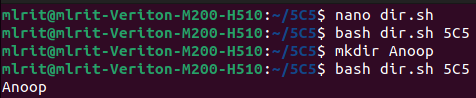 mlrit@mlrit-Veriton-M200-H510:~/5C5$ nano dir.sh
mlrit@mlrit-Veriton-M200-H510:~/5C5$ bash dir.sh 5C5
mlrit@mlrit-Veriton-M200-H510:~/5C5$ mkdir Anoop
mlrit@mlrit-Veriton-M200-H510:~/5C5$ bash dir.sh 5C5
Anoop